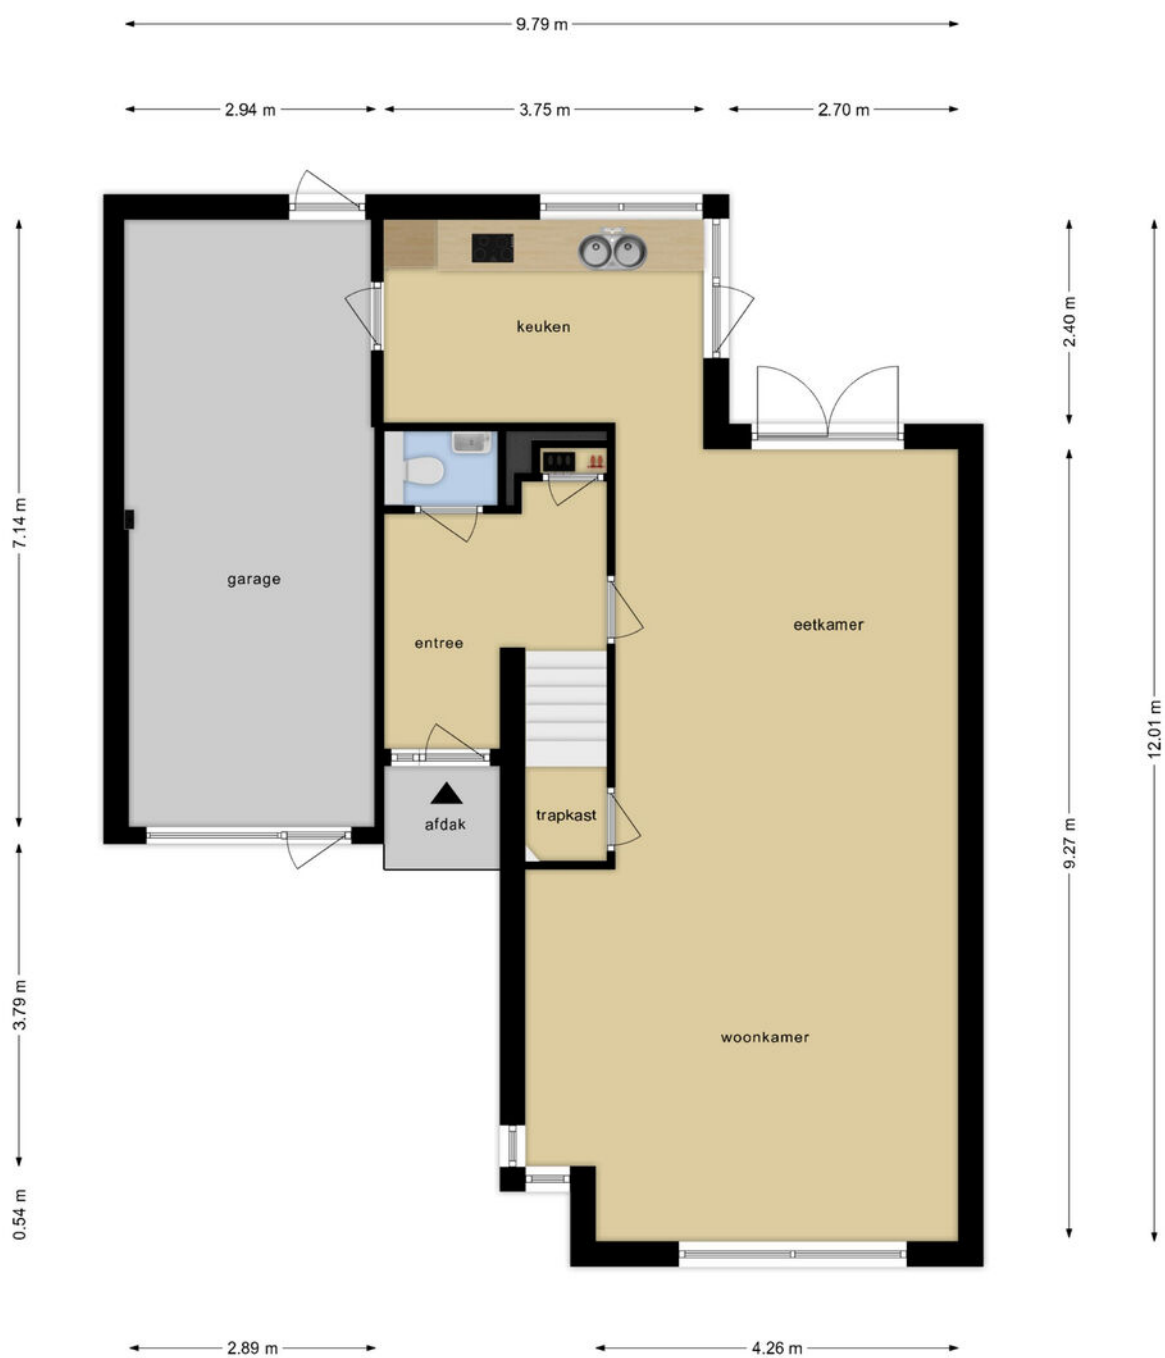 9.79 m
2.94 m
3.75 m
2.70 m
2.40 m
keuken
7.14 m
garage
eetkamer
entree
12.01 m
trapkast
afdak
9.27 m
3.79 m
woonkamer
0.54 m
2.89 m
4.26 m